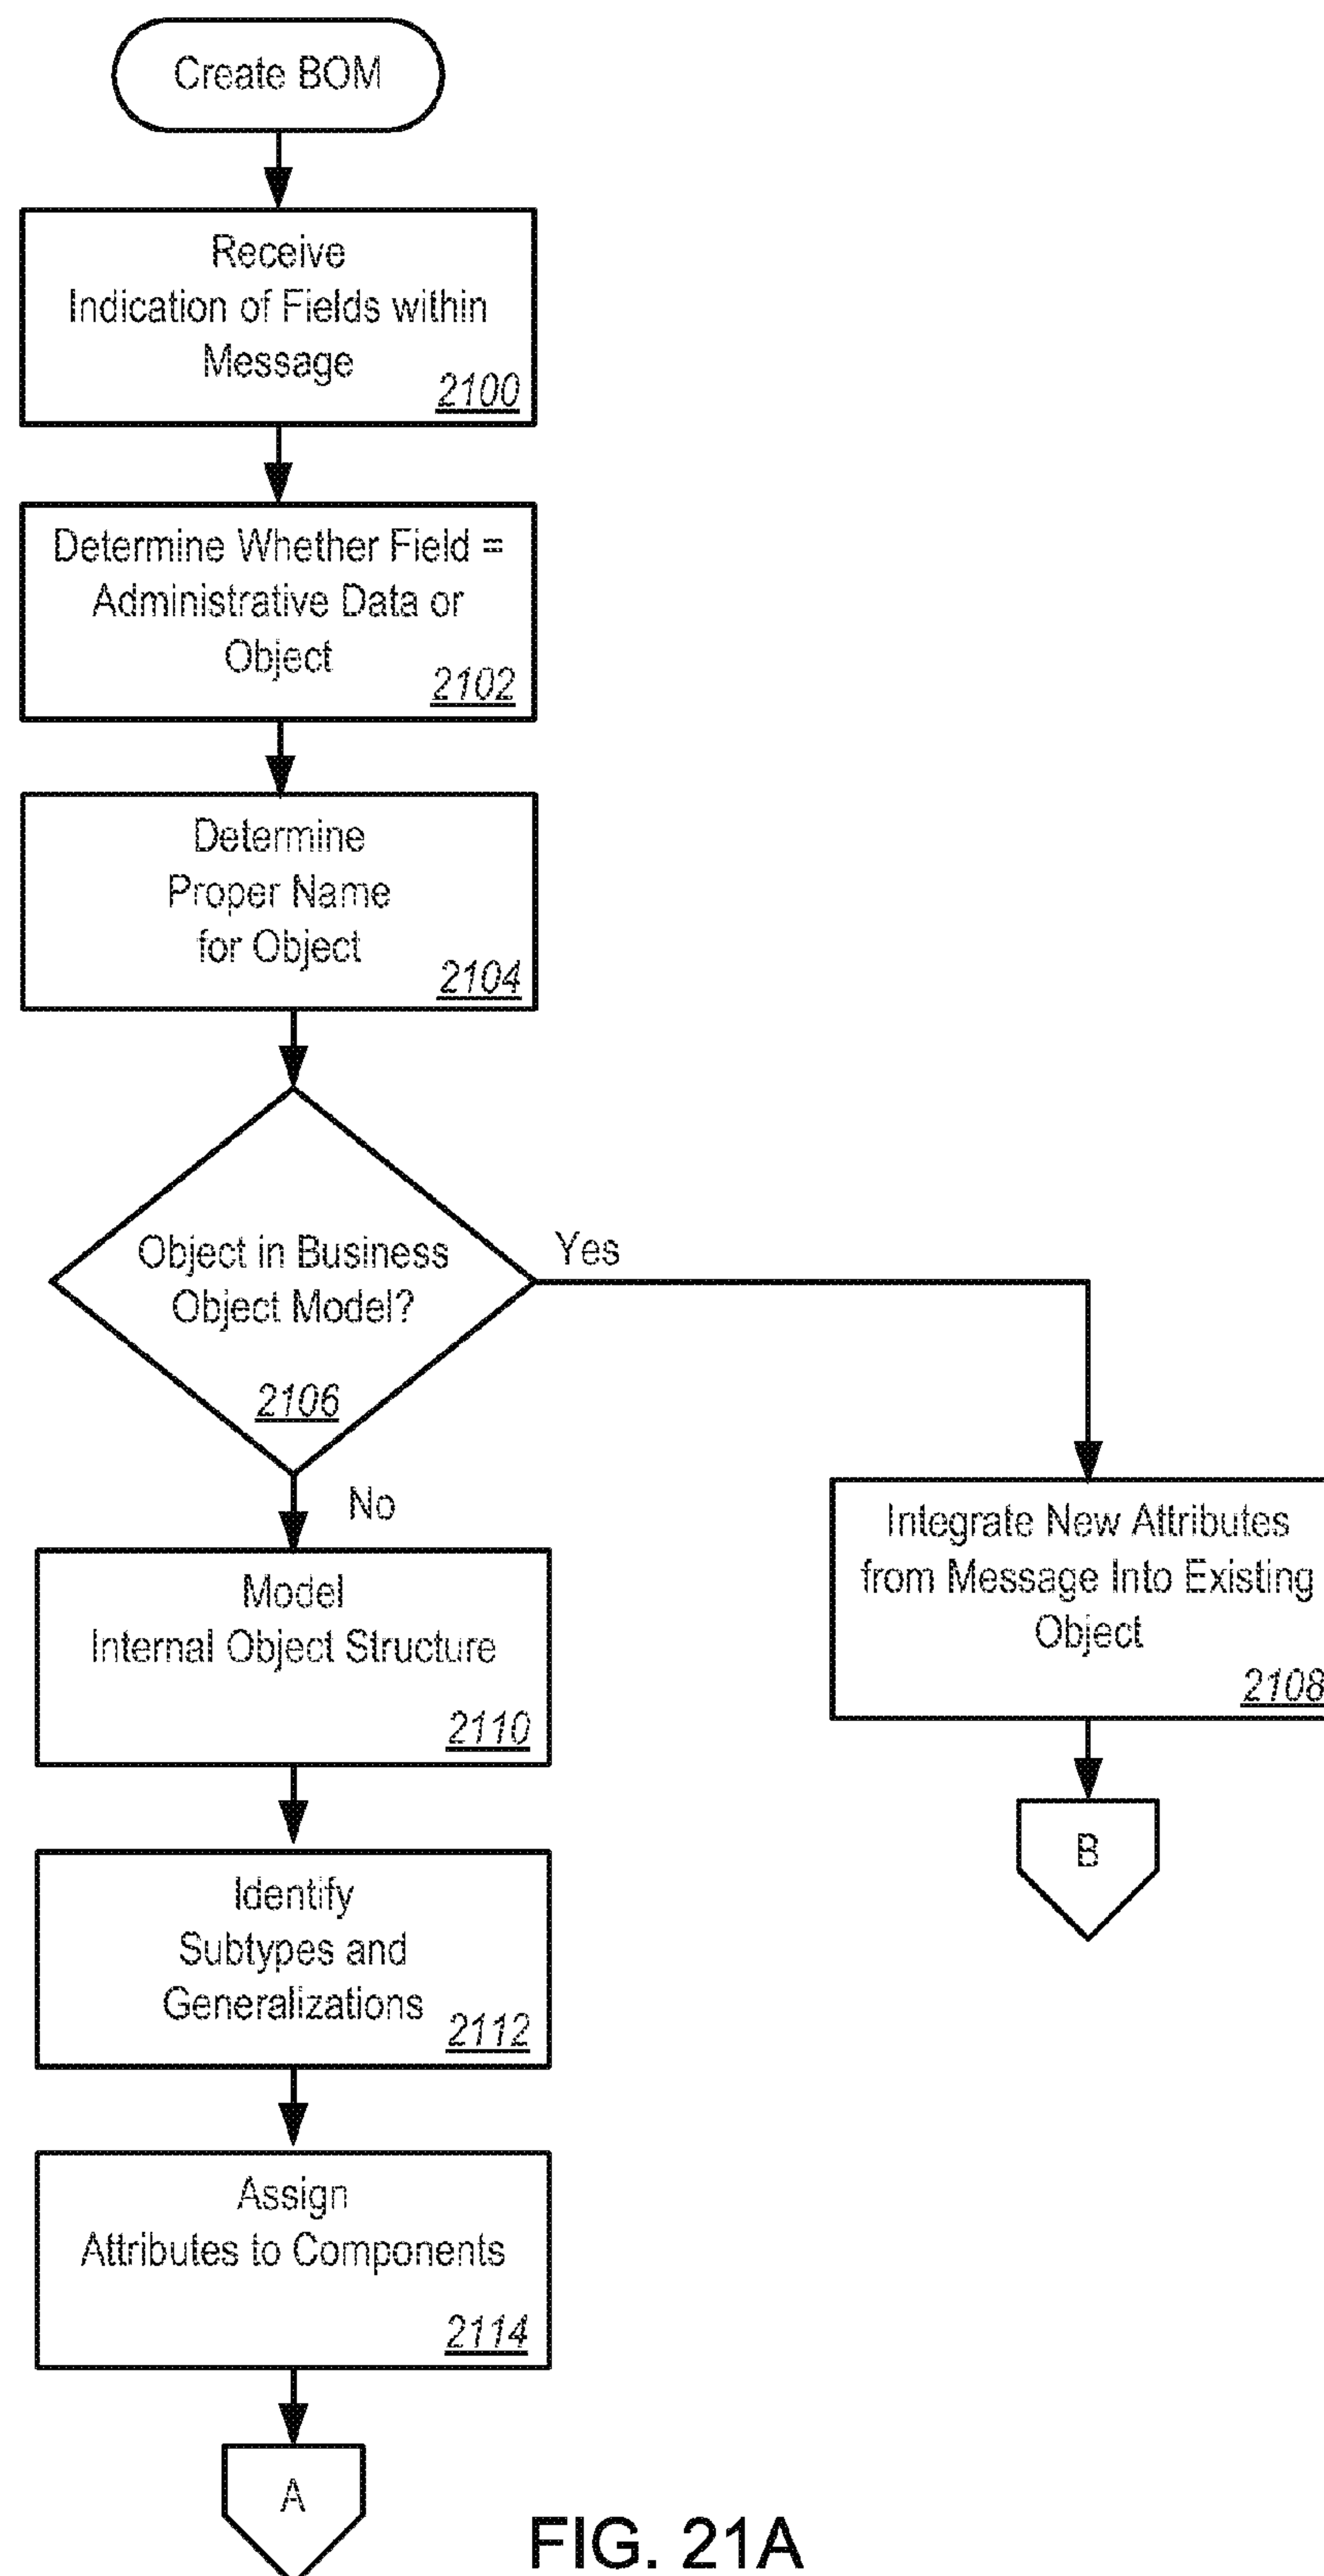 Create BOM
Receive
Indication of Fields within
Message
2100
Determine Whether Field =
Administrative Data or
Object
2102
Determine
Proper Name
for Object
2104
Object in Business
Object Model?
2106
Yes
No
Integrate New Attributes
from Message Into Existing
Object
2108
B
Model
Internal Object Structure
2110
Identify
Subtypes and
Generalizations
2112
Assign
Attributes to Components
2114
A
FIG. 21A